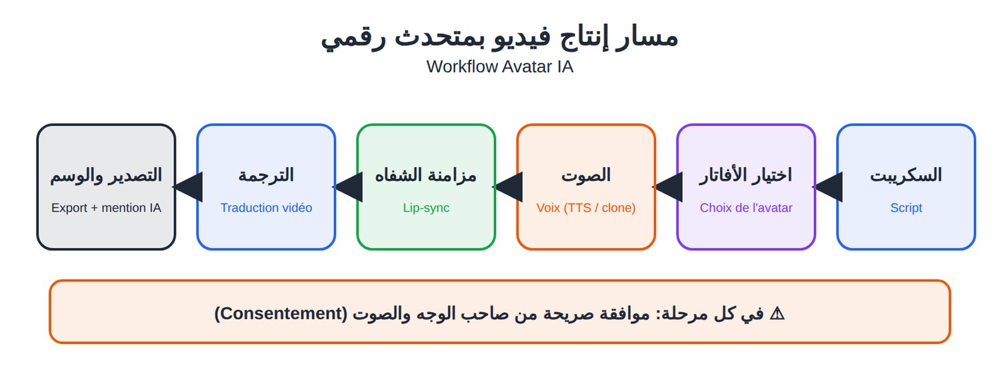 مسار إنتاج فيديو بمتحدث رقمي
Workflow Avatar IA
السكريبت
Script
اختيار الأفاتار
Choix de l'avatar
الصوت
Voix (TTS / clone)
مزامنة الشفاه
Lip-sync
الترجمة
Traduction vidéo
التصدير والوسم
Export + mention IA
⚠ في كل مرحلة: موافقة صريحة من صاحب الوجه والصوت (Consentement)